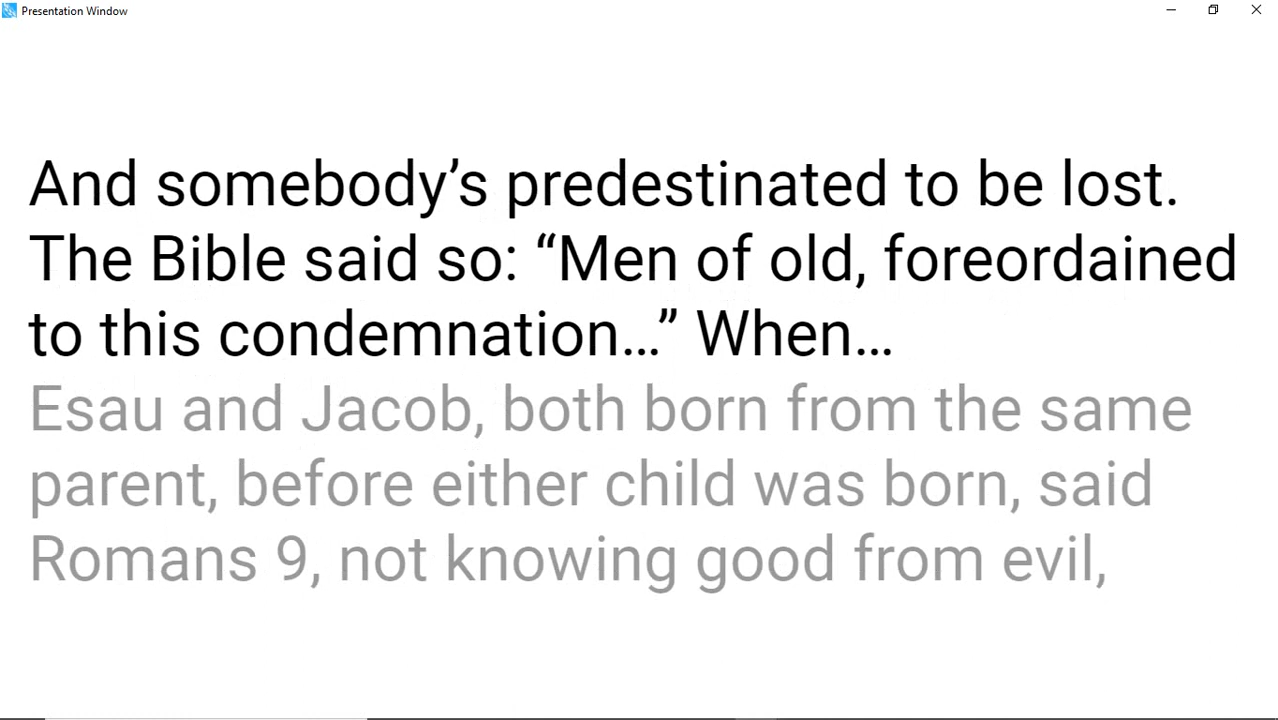 Presentation Window
And somebody’s predestinated to be lost.
The Bible said so: “Men of old, foreordained
to this condemnation…” When…
Esau and Jacob, both born from the same
parent, before either child was born, said
Romans 9, not knowing good from evil,